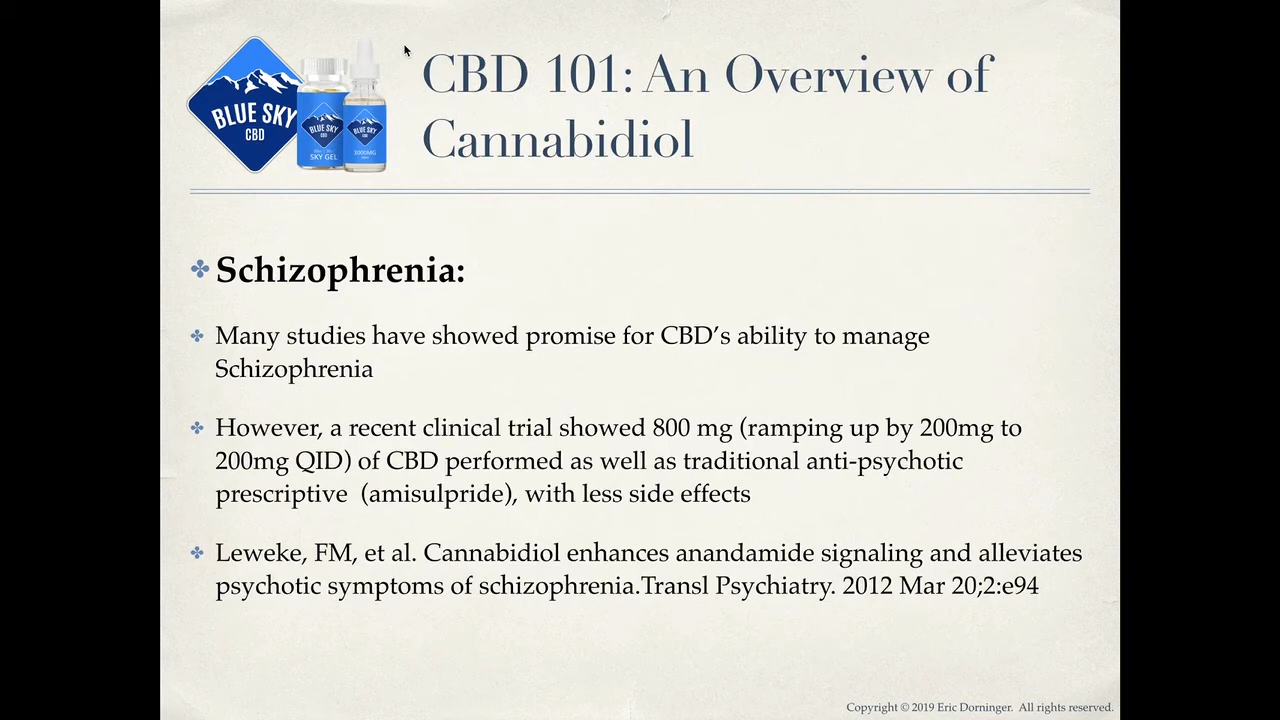 BLUE SKY
CBD
BLUE SKY
CBD
SKY GEL
BLUE SKY
CBD
3000MG
CBD 101: An Overview of
Cannabidiol
Schizophrenia:
Many studies have showed promise for CBD’s ability to manage
Schizophrenia
However, a recent clinical trial showed 800 mg (ramping up by 200mg to
200mg QID) of CBD performed as well as traditional anti-psychotic
prescriptive (amisulpride), with less side effects
Leweke, FM, et al. Cannabidiol enhances anandamide signaling and alleviates
psychotic symptoms of schizophrenia.Transl Psychiatry. 2012 Mar 20;2:e94
Copyright © 2019 Eric Dorninger. All rights reserved.